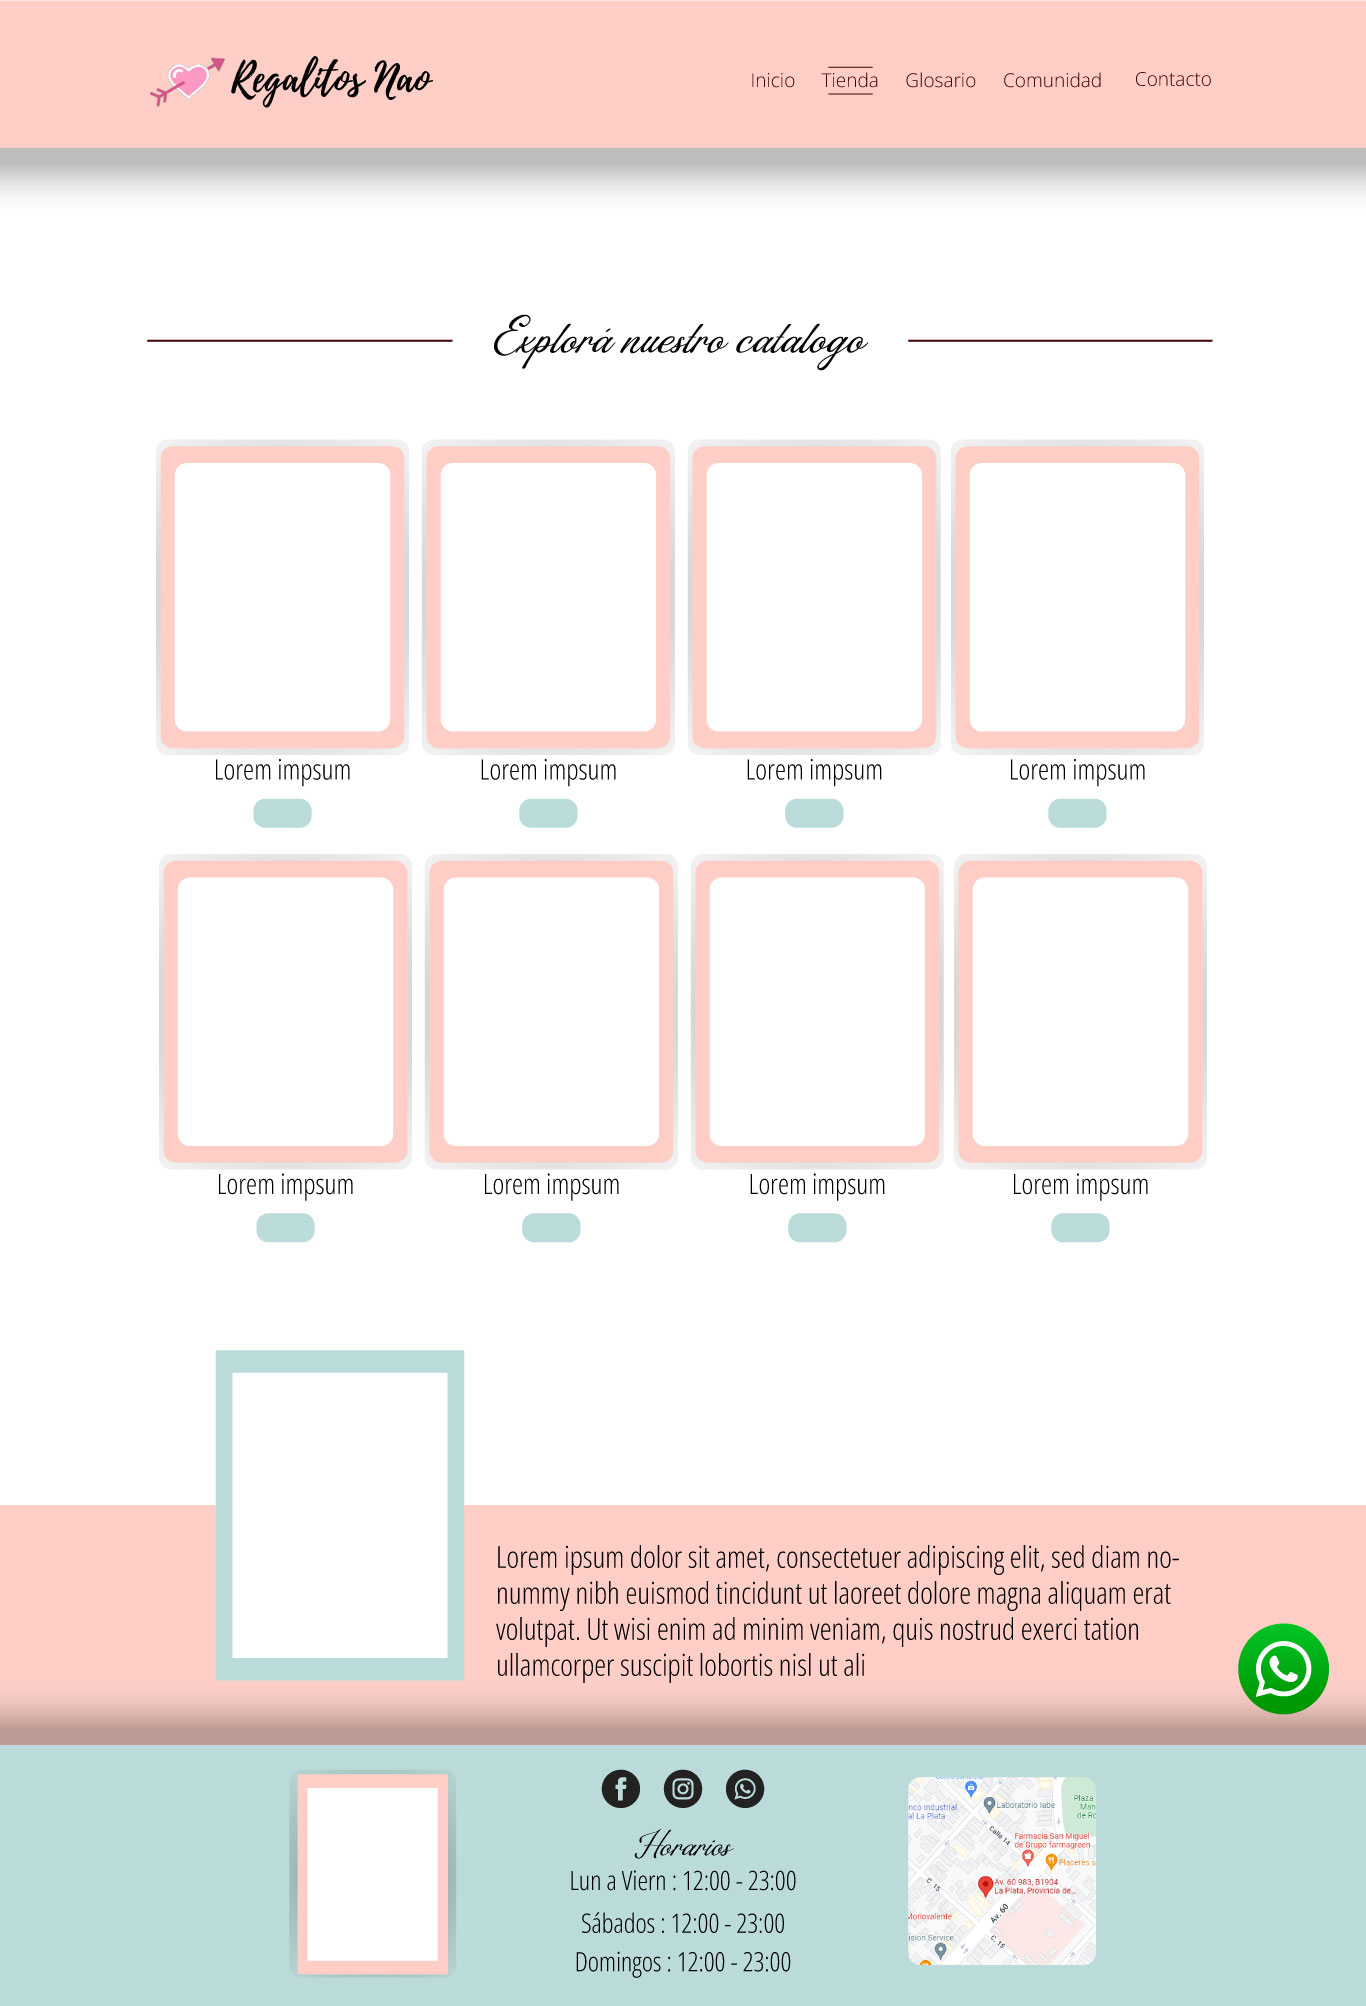 Regalitos Nao
Inicio Tienda Glosario Comunidad Contacto
Explorá nuestro catalogo
Lorem impsum Lorem impsum Lorem impsum Lorem impsum
Lorem impsum Lorem impsum Lorem impsum Lorem impsum
Lorem ipsum dolor sit amet, consectetuer adipiscing elit, sed diam no-
nummy nibh euismod tincidunt ut laoreet dolore magna aliquam erat
volutpat. Ut wisi enim ad minim veniam, quis nostrud exerci tation
ullamcorper suscipit lobortis nisl ut ali
Horarios
Lun a Viern : 12:00 - 23:00
Sábados : 12:00 - 23:00
Domingos : 12:00 - 23:00
nco Industrial
al La Plata
Laboratorio Iabe
Plaza
Man
de Ro
Calle 14
Farmacia San Miguel
de Grupo farmagreen
Placeres s
C. 15
Av. 60 983, B1904
La Plata, Provincia de...
Monovalente
Av. 60
ision Service
C. 15